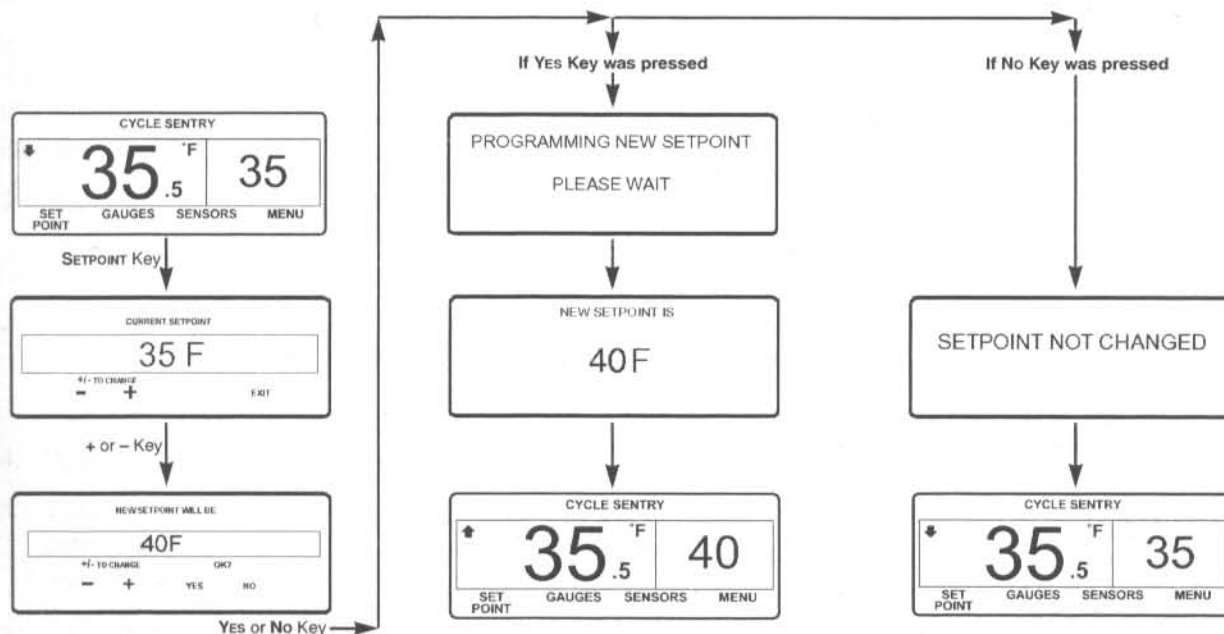 CYCLE SENTRY
35.5 °F 35
SET POINT GAUGES SENSORS MENU
SETPOINT Key
CURRENT SETPOINT
35 F
+/- TO CHANGE
- + EXIT
+ or – Key
NEW SETPOINT WILL BE
40F
+/- TO CHANGE OK?
- + YES NO
YES or NO Key
If YES Key was pressed
PROGRAMMING NEW SETPOINT
PLEASE WAIT
NEW SETPOINT IS
40F
CYCLE SENTRY
35.5 °F 40
SET POINT GAUGES SENSORS MENU
If NO Key was pressed
SETPOINT NOT CHANGED
CYCLE SENTRY
35.5 °F 35
SET POINT GAUGES SENSORS MENU